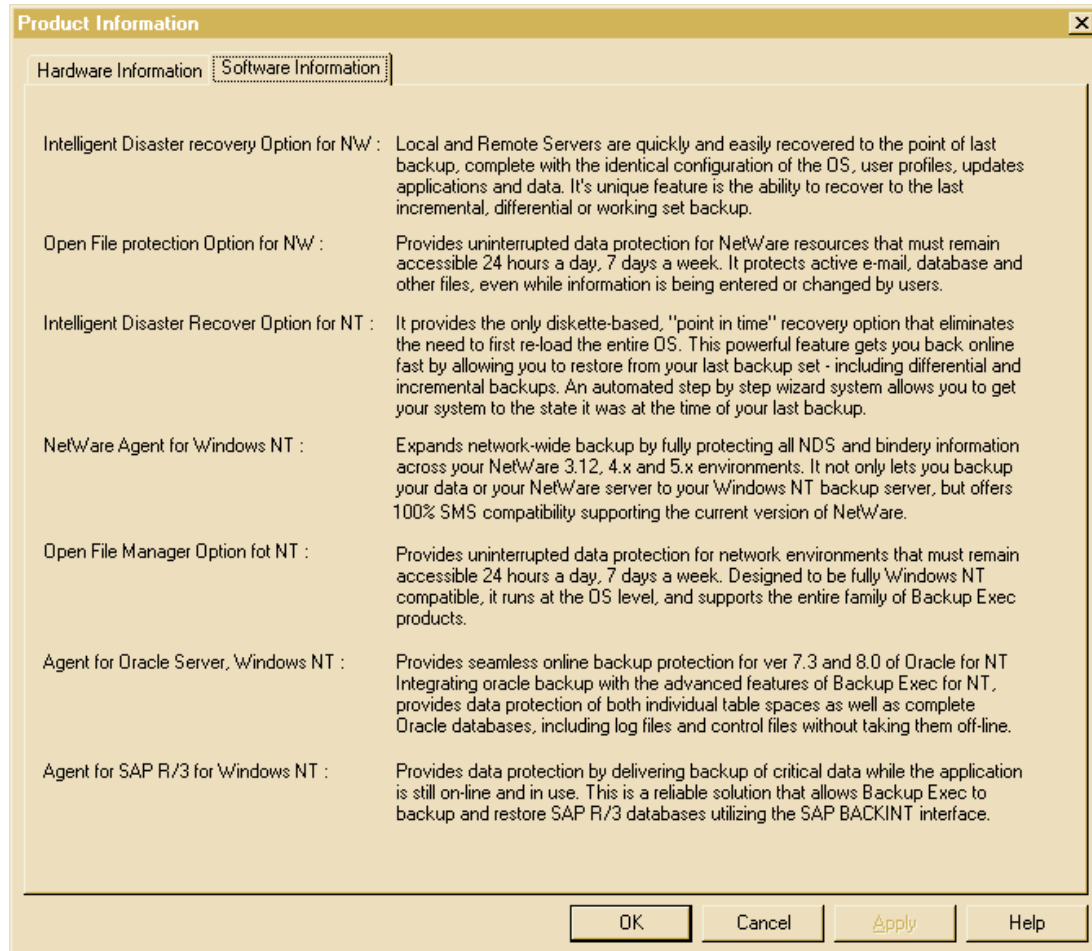 Product Information
Hardware Information Software Information
Intelligent Disaster recovery Option for NW : Local and Remote Servers are quickly and easily recovered to the point of last
backup, complete with the identical configuration of the OS, user profiles, updates
applications and data. It's unique feature is the ability to recover to the last
incremental, differential or working set backup.
Open File protection Option for NW : Provides uninterrupted data protection for NetWare resources that must remain
accessible 24 hours a day, 7 days a week. It protects active e-mail, database and
other files, even while information is being entered or changed by users.
Intelligent Disaster Recover Option for NT : It provides the only diskette-based, "point in time" recovery option that eliminates
the need to first re-load the entire OS. This powerful feature gets you back online
fast by allowing you to restore from your last backup set - including differential and
incremental backups. An automated step by step wizard system allows you to get
your system to the state it was at the time of your last backup.
NetWare Agent for Windows NT : Expands network-wide backup by fully protecting all NDS and bindery information
across your NetWare 3.12, 4.x and 5.x environments. It not only lets you backup
your data or your NetWare server to your Windows NT backup server, but offers
100% SMS compatibility supporting the current version of NetWare.
Open File Manager Option fot NT : Provides uninterrupted data protection for network environments that must remain
accessible 24 hours a day, 7 days a week. Designed to be fully Windows NT
compatible, it runs at the OS level, and supports the entire family of Backup Exec
products.
Agent for Oracle Server, Windows NT : Provides seamless online backup protection for ver 7.3 and 8.0 of Oracle for NT
Integrating oracle backup with the advanced features of Backup Exec for NT,
provides data protection of both individual table spaces as well as complete
Oracle databases, including log files and control files without taking them off-line.
Agent for SAP R/3 for Windows NT : Provides data protection by delivering backup of critical data while the application
is still on-line and in use. This is a reliable solution that allows Backup Exec to
backup and restore SAP R/3 databases utilizing the SAP BACKINT interface.
OK Cancel Apply Help